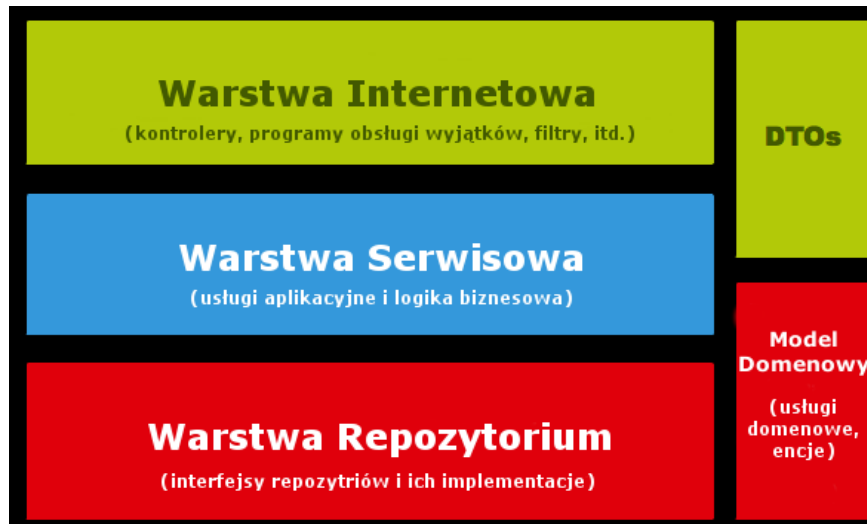 Warstwa Internetowa
(kontrolery, programy obsługi wyjątków, filtry, itd.)
DTOs
Warstwa Serwisowa
(usługi aplikacyjne i logika biznesowa)
Model
Domenowy
(usługi
domenowe,
encje)
Warstwa Repozytorium
(interfejsy repozytriów i ich implementacje)